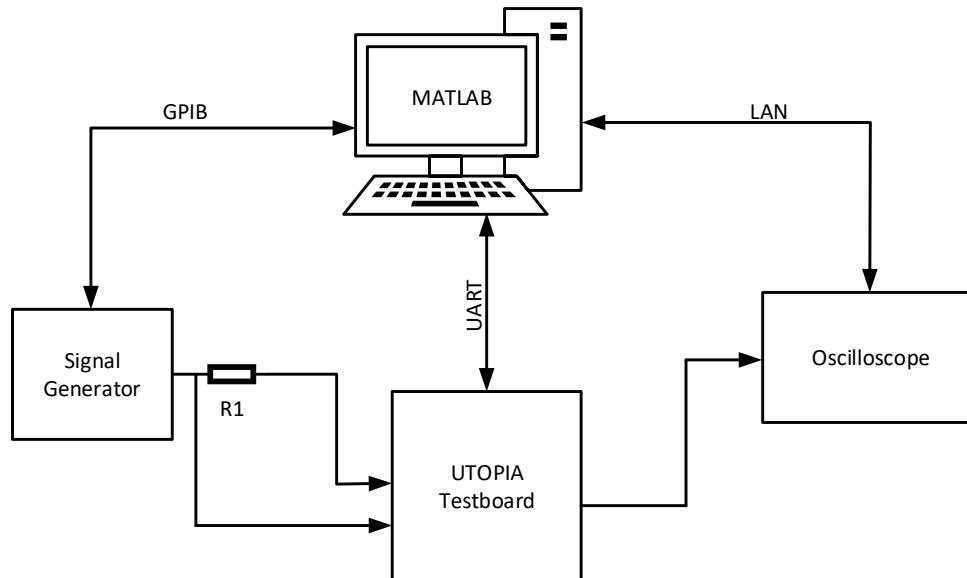 MATLAB
GPIB
LAN
UART
Signal
Generator
R1
Oscilloscope
UTOPIA
Testboard